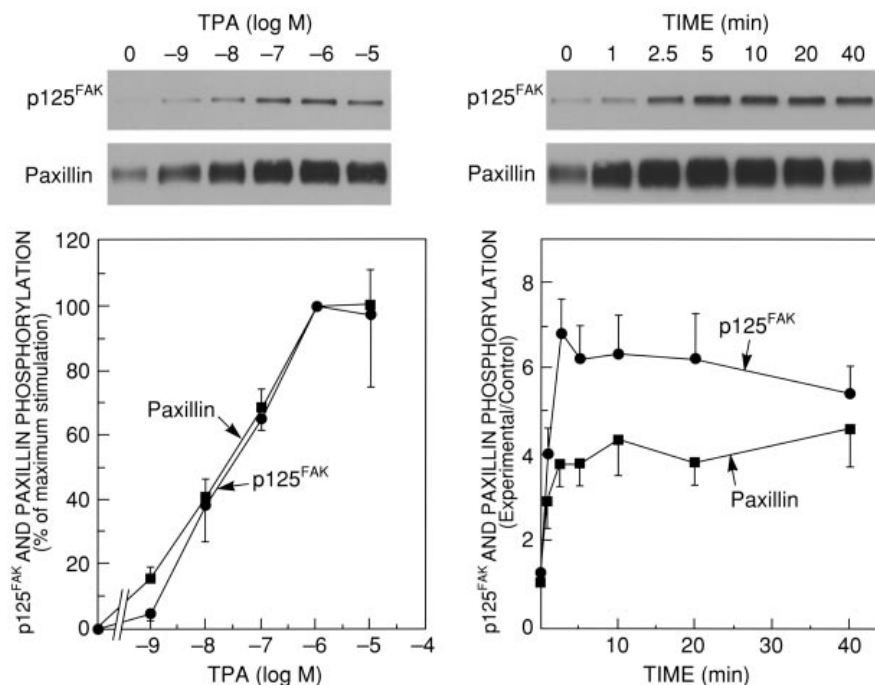 TPA (log M)
0 –9 –8 –7 –6 –5
p125FAK
Paxillin
p125FAK AND PAXILLIN PHOSPHORYLATION
(% of maximum stimulation)
120
100
80
60
40
20
0
Paxillin
p125FAK
–9 –8 –7 –6 –5 –4
TPA (log M)
TIME (min)
0 1 2.5 5 10 20 40
p125FAK AND PAXILLIN PHOSPHORYLATION
(Experimental/Control)
8
6
4
2
0
p125FAK
Paxillin
10 20 30 40
TIME (min)